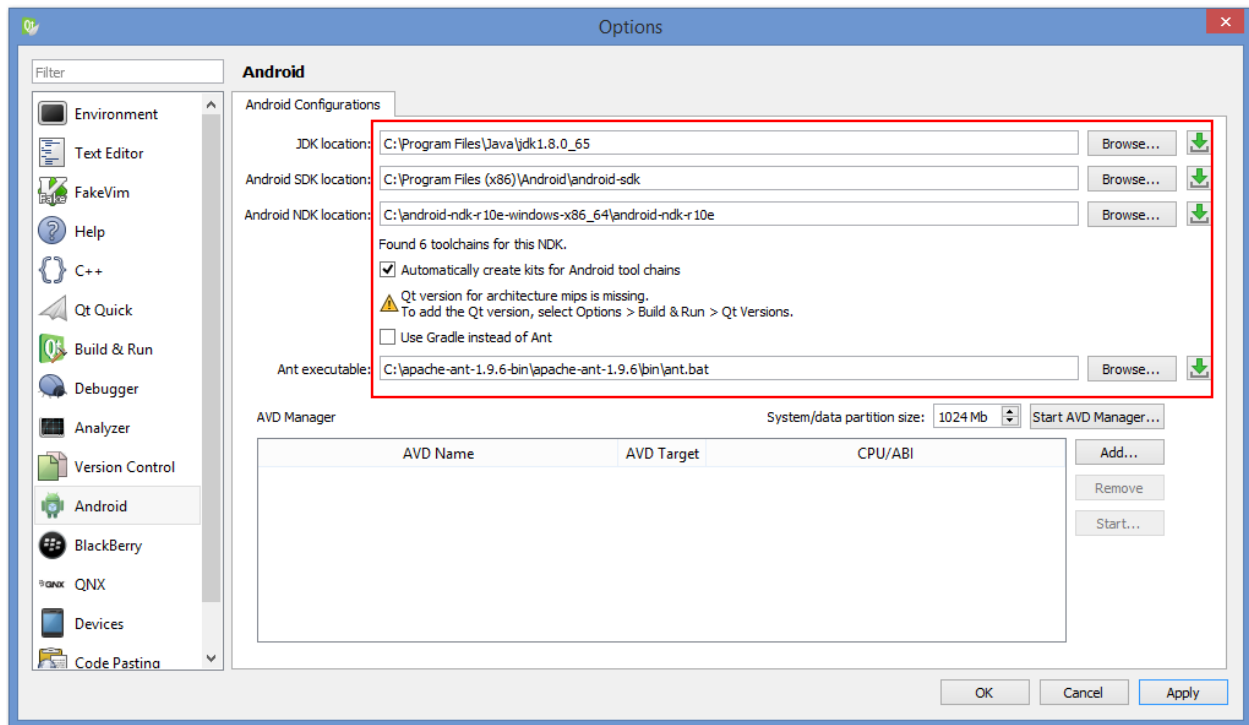 Options
Filter
Environment
Text Editor
FakeVim
Help
C++
Qt Quick
Build & Run
Debugger
Analyzer
Version Control
Android
BlackBerry
QNX
Devices
Code Pasting
Android
Android Configurations
JDK location: C:\Program Files\Java\jdk1.8.0_65 Browse...
Android SDK location: C:\Program Files (x86)\Android\android-sdk Browse...
Android NDK location: C:\android-ndk-r10e-windows-x86_64\android-ndk-r10e Browse...
Found 6 toolchains for this NDK.
Automatically create kits for Android tool chains
Qt version for architecture mips is missing.
To add the Qt version, select Options > Build & Run > Qt Versions.
Use Gradle instead of Ant
Ant executable: C:\apache-ant-1.9.6-bin\apache-ant-1.9.6\bin\ant.bat Browse...
AVD Manager System/data partition size: 1024 Mb Start AVD Manager...
AVD Name AVD Target CPU/ABI Add...
Remove
Start...
OK Cancel Apply